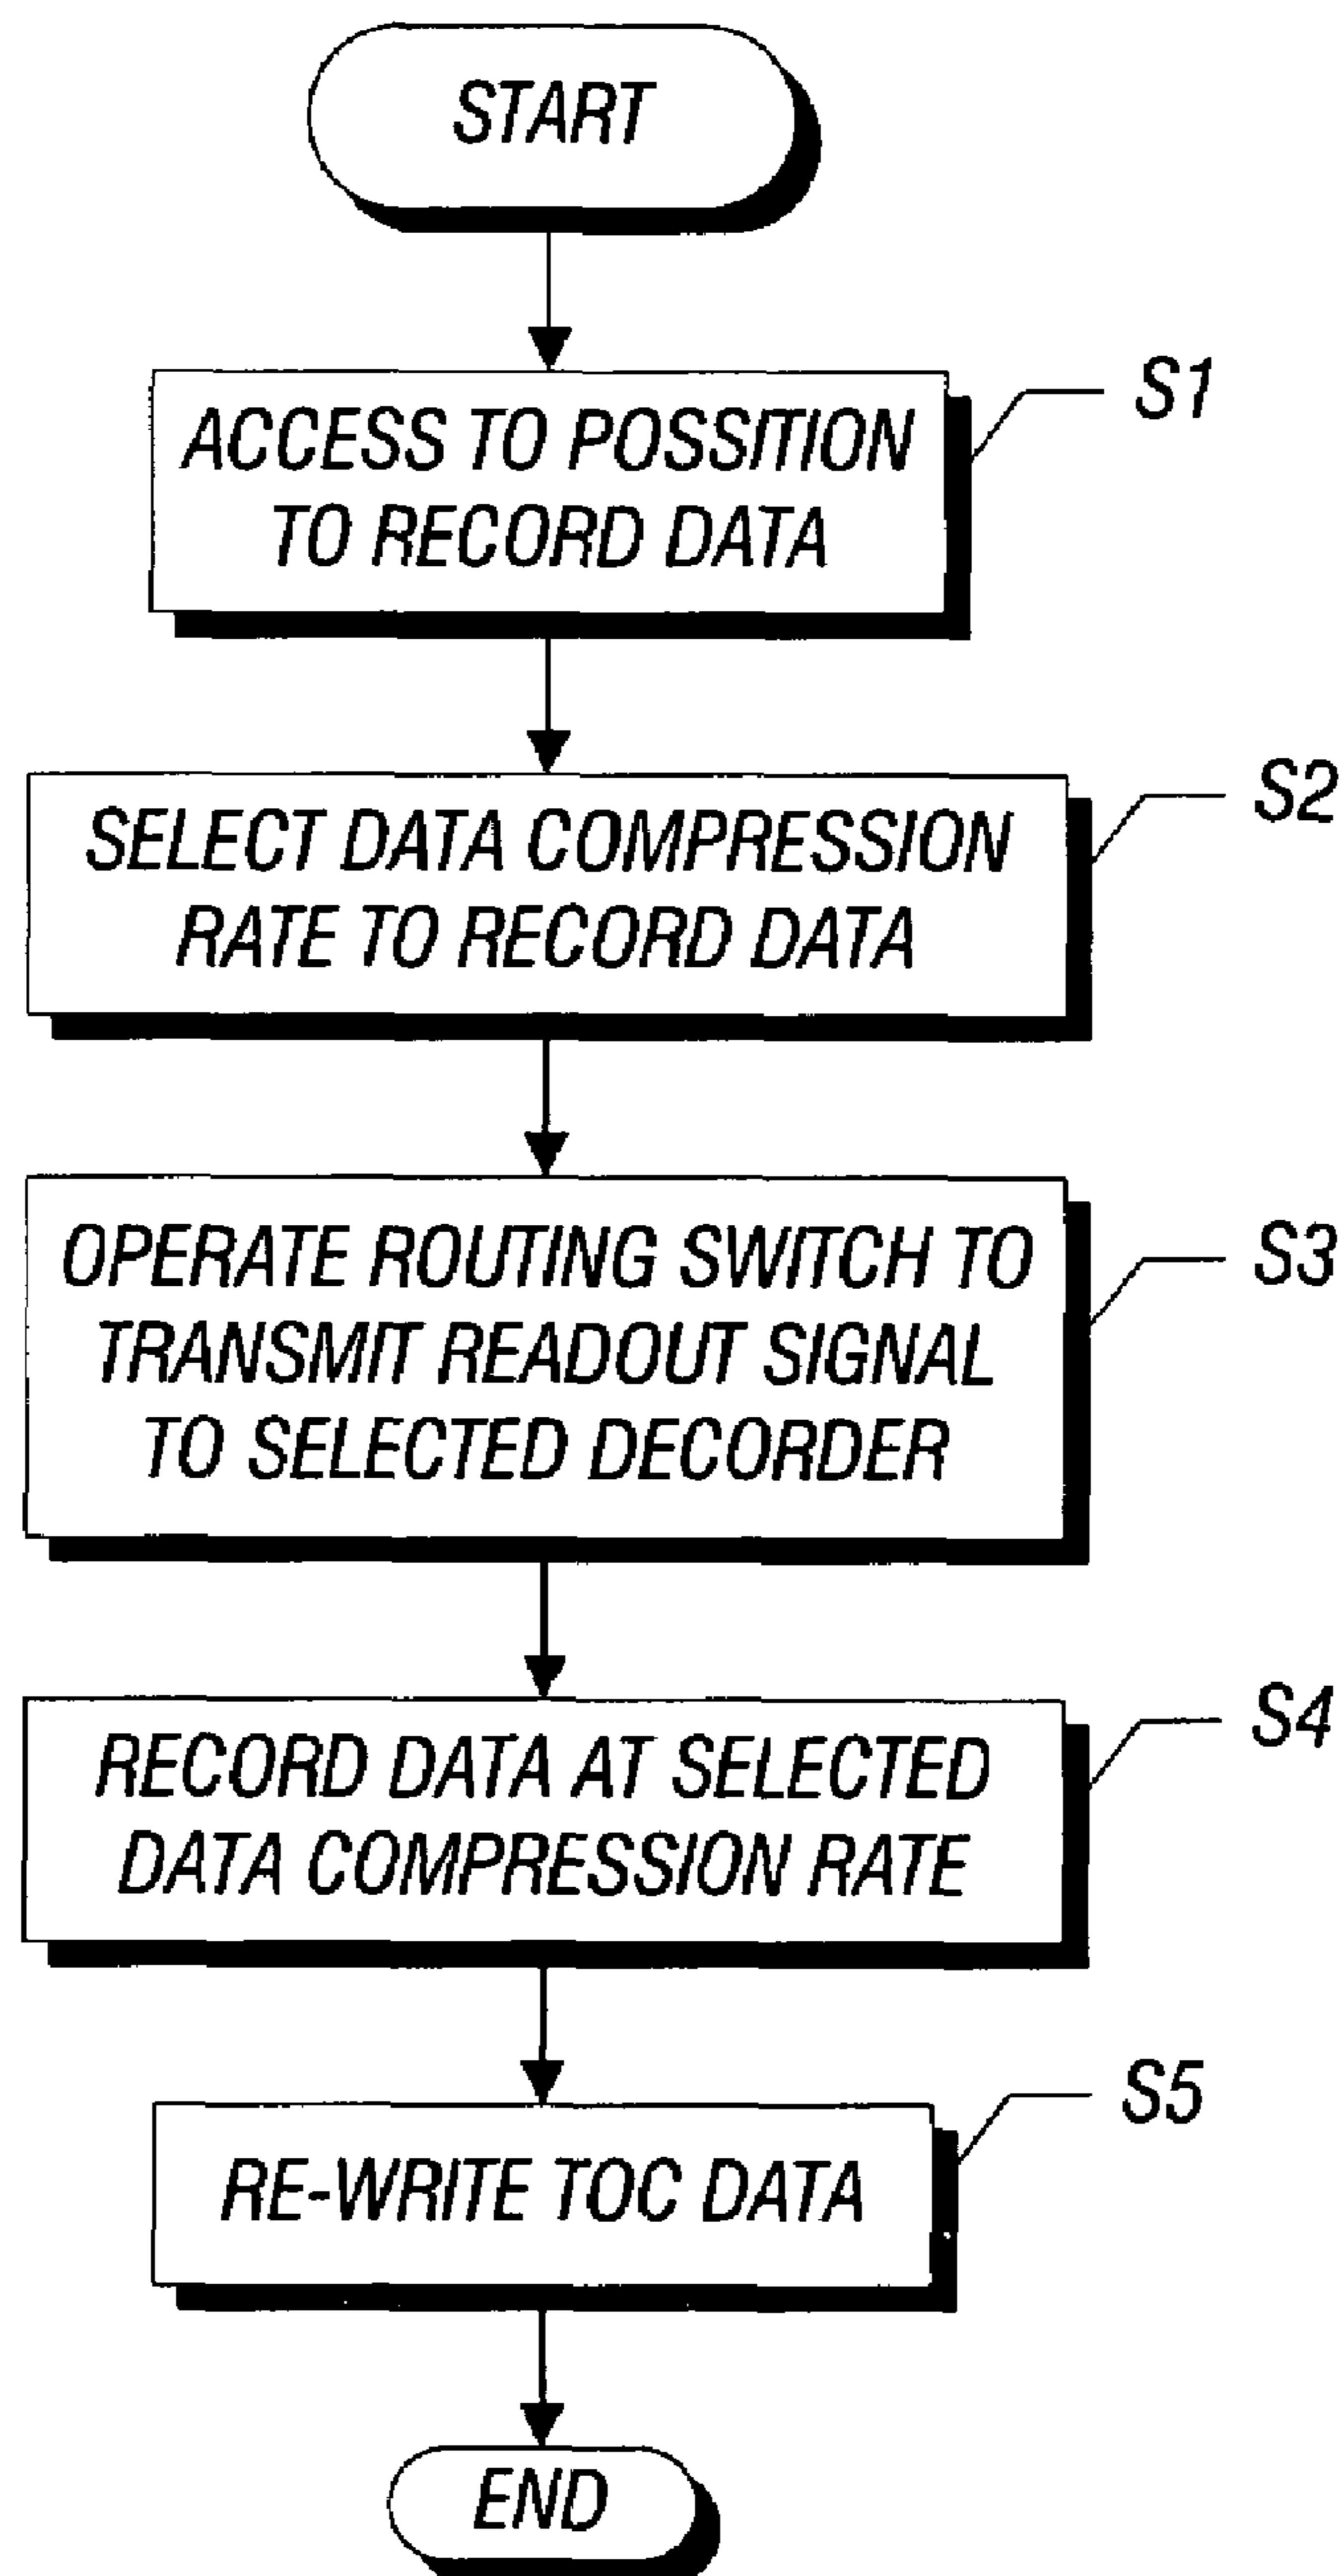 START
S1
ACCESS TO POSSITION
TO RECORD DATA
S2
SELECT DATA COMPRESSION
RATE TO RECORD DATA
S3
OPERATE ROUTING SWITCH TO
TRANSMIT READOUT SIGNAL
TO SELECTED DECORDER
S4
RECORD DATA AT SELECTED
DATA COMPRESSION RATE
S5
RE-WRITE TOC DATA
END